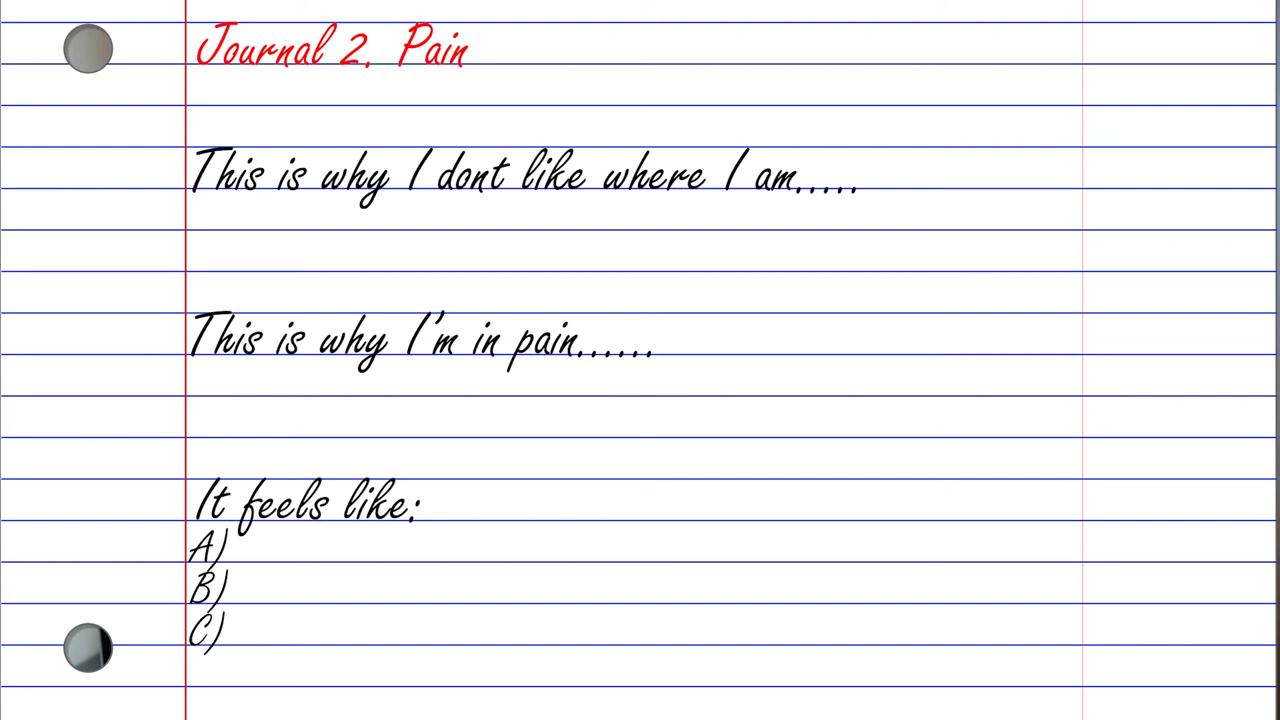 Journal 2. Pain
This is why I dont like where I am.....
This is why I'm in pain......
It feels like:
A)
B)
C)